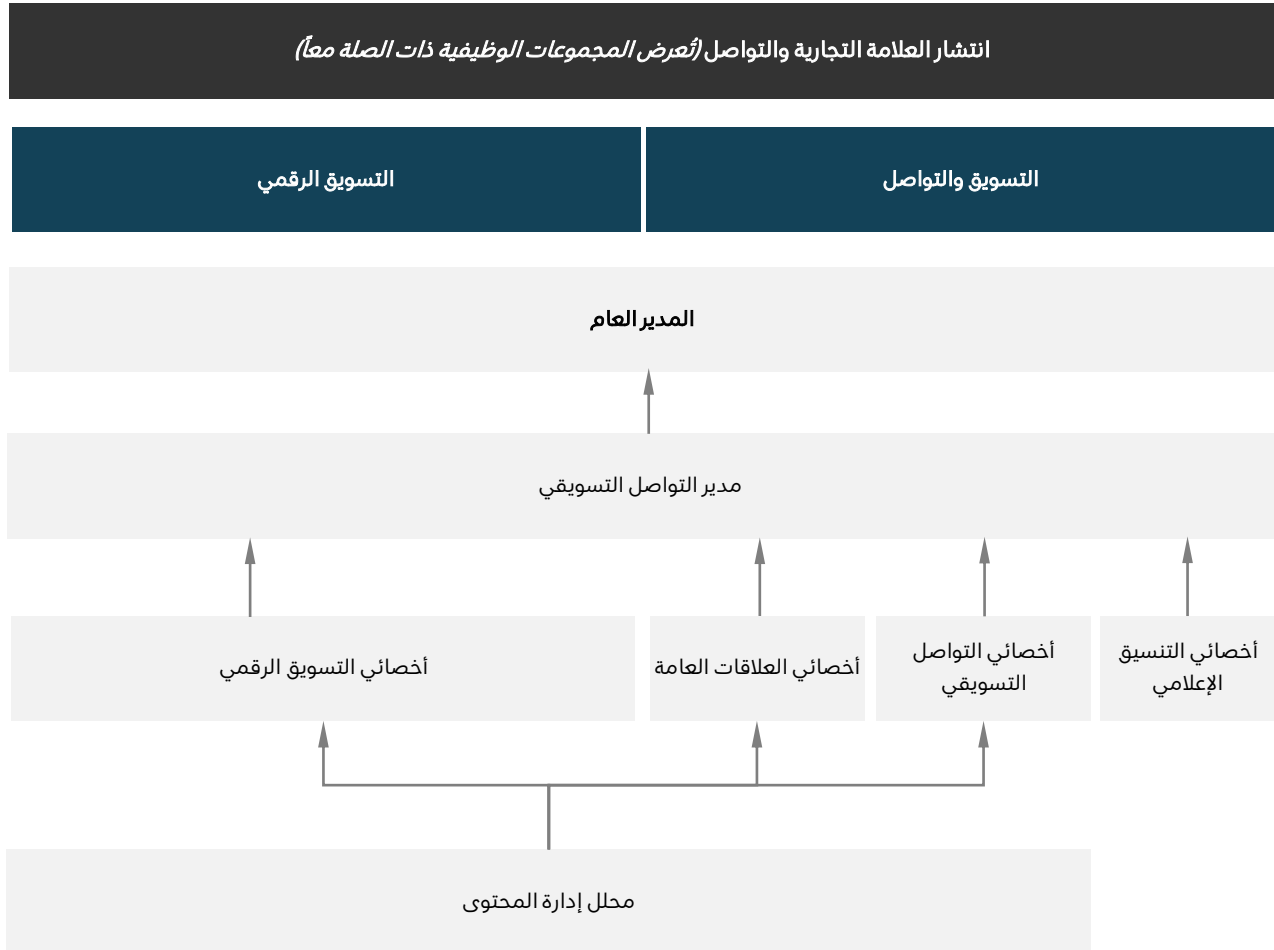 انتشار العلامة التجارية والتواصل (تُعرض المجموعات الوظيفية ذات الصلة معاً)
التسويق والتواصل
التسويق الرقمي
المدير العام
مدير التواصل التسويقي
أخصائي التنسيق
الإعلامي
أخصائي التواصل
التسويقي
أخصائي العلاقات العامة
أخصائي التسويق الرقمي
محلل إدارة المحتوى